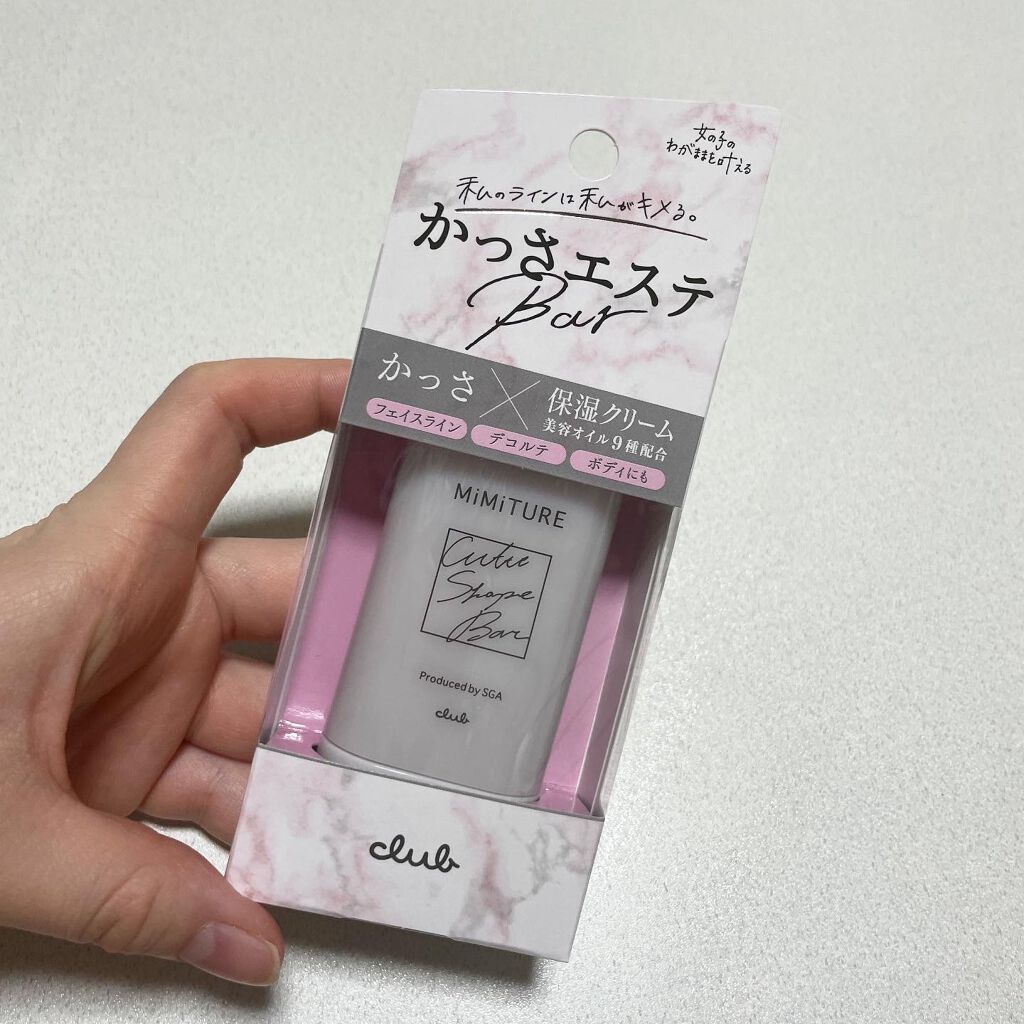 女の子の
わがままを叶える
私のラインは私がキメる。
かっさエステ
Bar
かっさ × 保湿クリーム
美容オイル9種配合
フェイスライン デコルテ ボディにも
MiMiTURE
Cutie
Shape
Bar
Produced by SGA
club
club